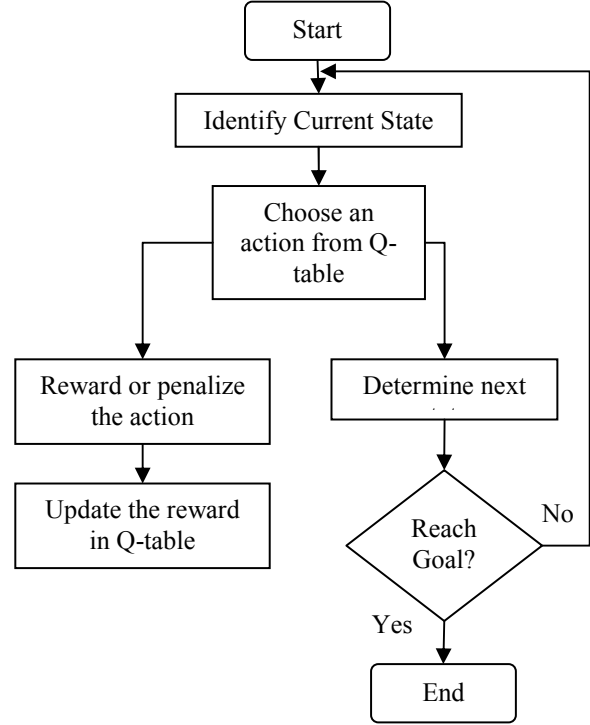 Start
Identify Current State
Choose an
action from Q-
table
Reward or penalize
the action
Determine next
Update the reward
in Q-table
Reach
Goal?
No
Yes
End